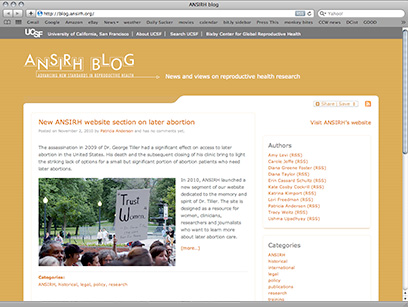 ANSIRH blog
http://blog.ansirh.org/
Yahoo!
News
weather
Daily Zacker
movies
Press This
monkey bites
CCW news
DCist
GOOD
UCSF
University of California, San Francisco | About UCSF | Search UCSF | Bixby Center for Global Reproductive Health
ANSIRH BLOG
ADVANCING NEW STANDARDS IN REPRODUCTIVE HEALTH
News and views on reproductive health research
Share | Save
New ANSIRH website section on later abortion
Posted on November 2, 2010 by Patricia Anderson and has no comments yet.
The assassination in 2009 of Dr. George Tiller had a significant effect on access to later
abortion in the United States. His death and the subsequent closing of his clinic bring to light
the striking lack of options for a small but significant portion of abortion patients who need
later abortions.
Trust
Women.
In 2010, ANSIRH launched a
new segment of our website
dedicated to the memory and
spirit of Dr. Tiller. The site is
designed as a resource for
women, clinicians,
researchers and journalists
who want to learn more
about later abortion care.
[more..]
Categories:
ANSIRH, historical, legal, policy, research
Visit ANSIRH's website
Authors
Amy Levi (RSS)
Carole Joffe (RSS)
Diana Greene Foster (RSS)
Diana Taylor (RSS)
Erin Cassard Schultz (RSS)
Kate Cosby Cockrill (RSS)
Katrina Kimport (RSS)
Lori Freedman (RSS)
Patricia Anderson (RSS)
Tracy Weitz (RSS)
Ushma Upadhyay (RSS)
Categories
ANSIRH
historical
international
legal
policy
publications
research
training